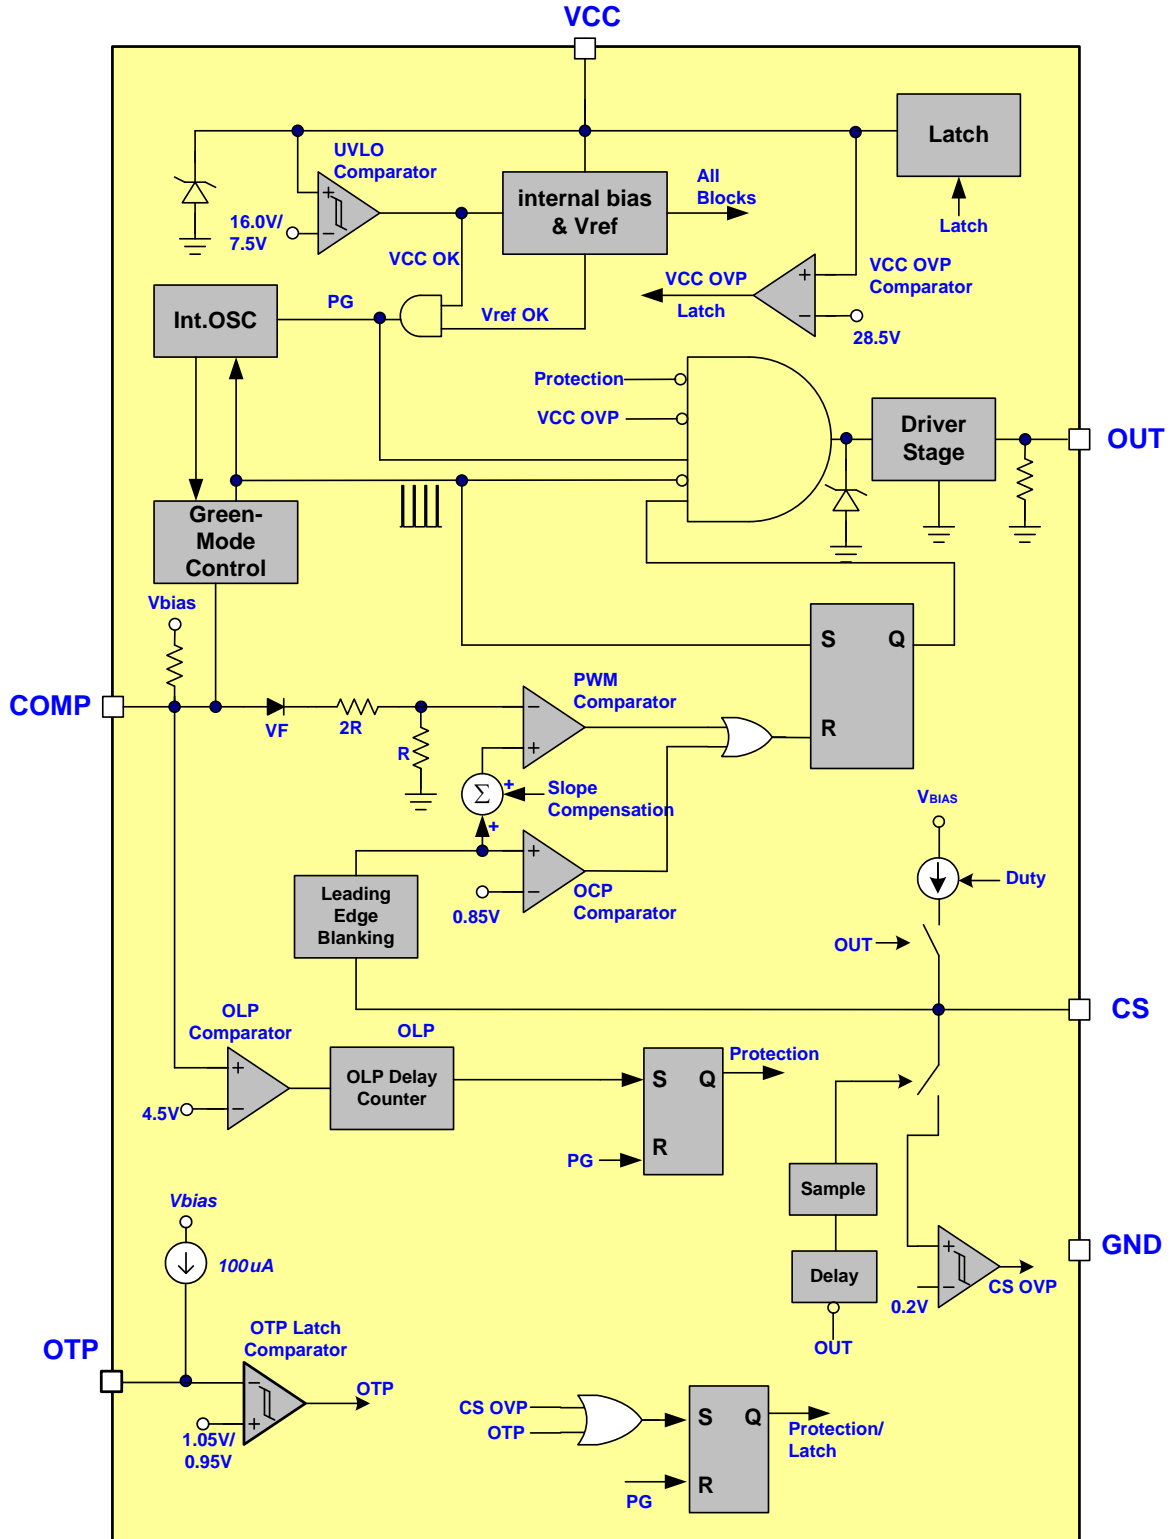 VCC
UVLO
Comparator
All
Blocks
Latch
internal bias
& Vref
16.0V/
7.5V
Latch
VCC OK
VCC OVP
Comparator
VCC OVP
Latch
PG
Vref OK
Int.OSC
28.5V
Protection
VCC OVP
Driver
Stage
OUT
Green-
Mode
Control
Vbias
S
Q
R
COMP
VF
2R
R
PWM
Comparator
Σ
+
+
Slope
Compensation
VBIAS
Duty
Leading
Edge
Blanking
0.85V
OCP
Comparator
OUT
CS
OLP
Comparator
OLP
OLP Delay
Counter
4.5V
S
Q
R
Protection
PG
Sample
Vbias
100uA
Delay
OUT
0.2V
CS OVP
GND
OTP
OTP Latch
Comparator
OTP
1.05V/
0.95V
CS OVP
OTP
S
Q
R
Protection/
Latch
PG